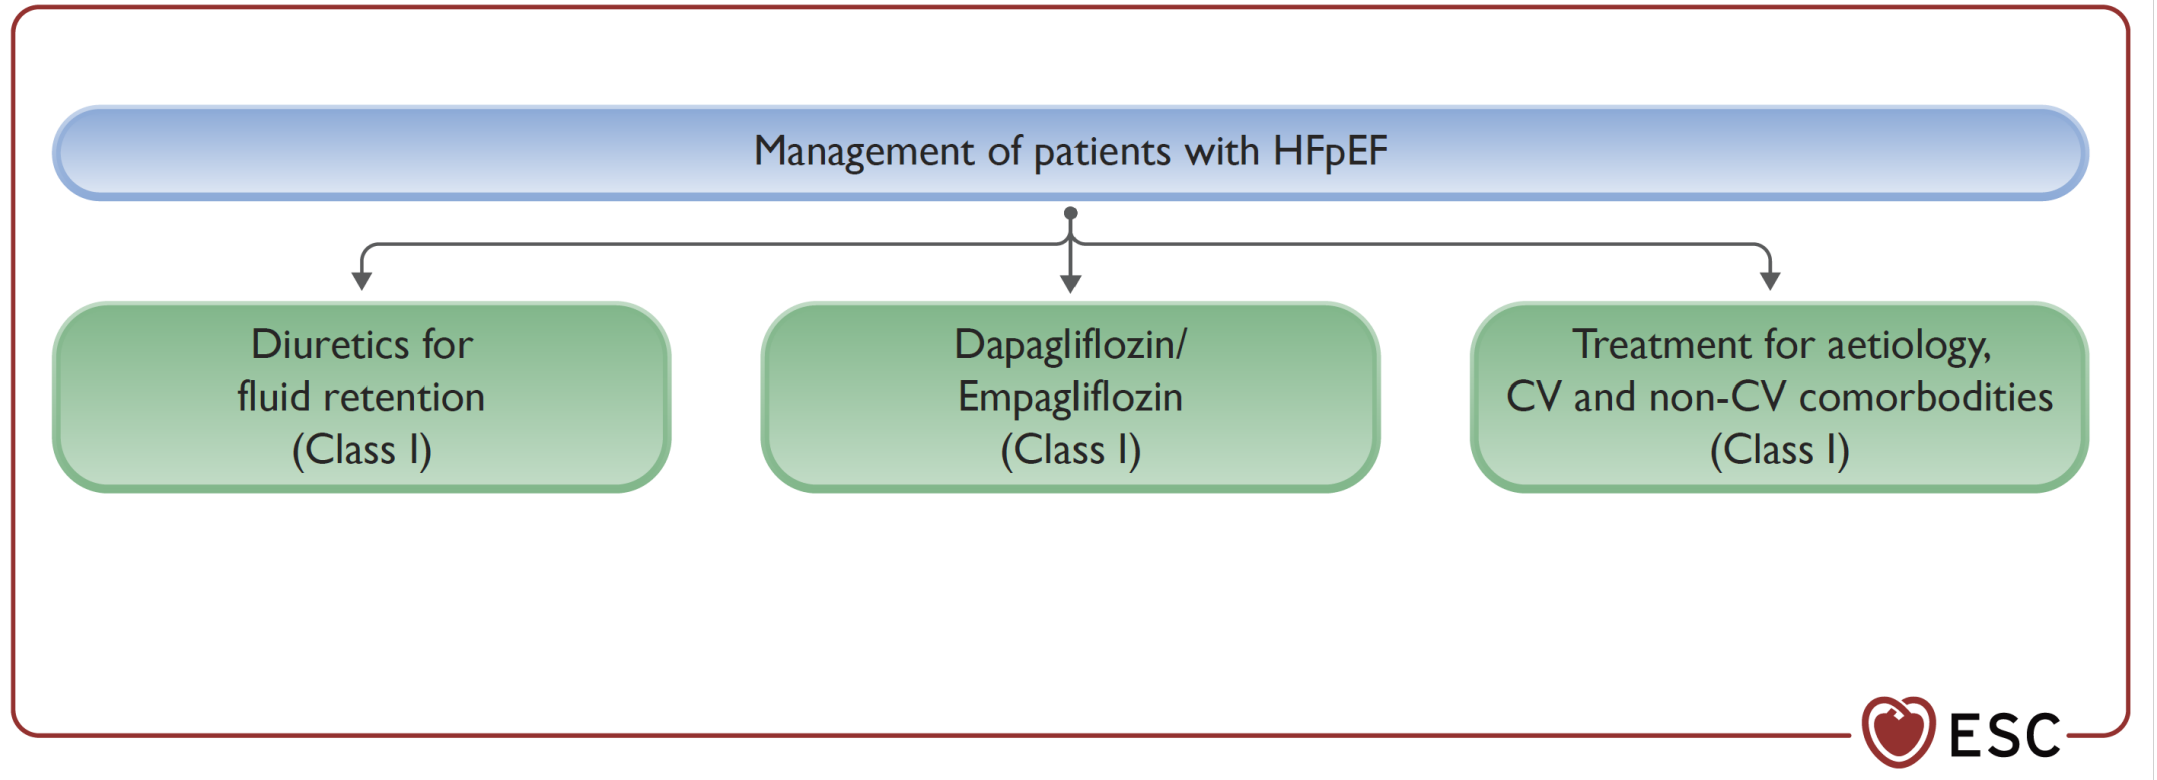 Management of patients with HFpEF
Diuretics for
fluid retention
(Class I)
Dapagliflozin/
Empagliflozin
(Class I)
Treatment for aetiology,
CV and non-CV comorbodities
(Class I)
ESC